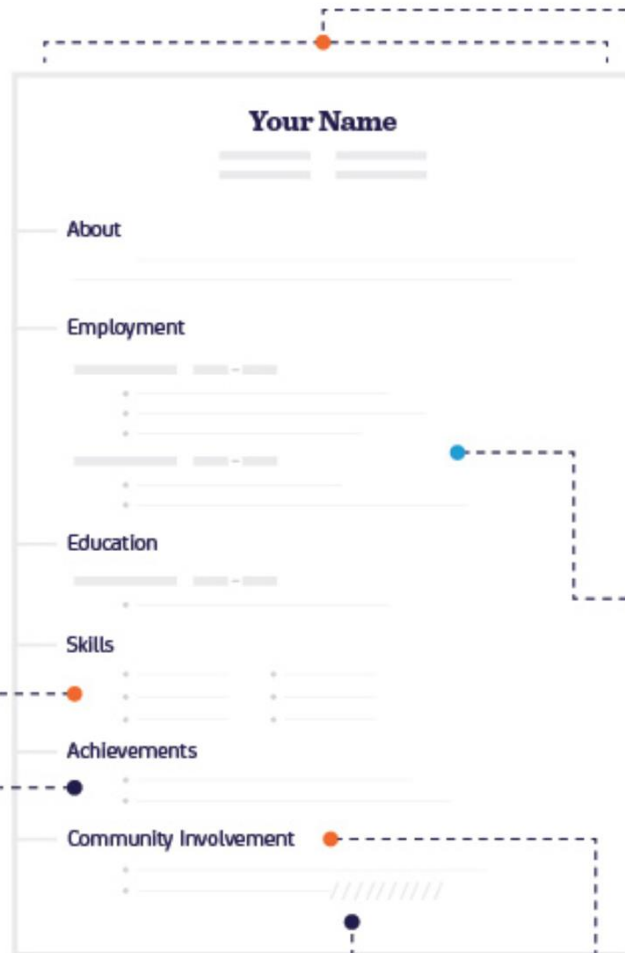 Your Name
About
Employment
Education
Skills
Achievements
Community Involvement